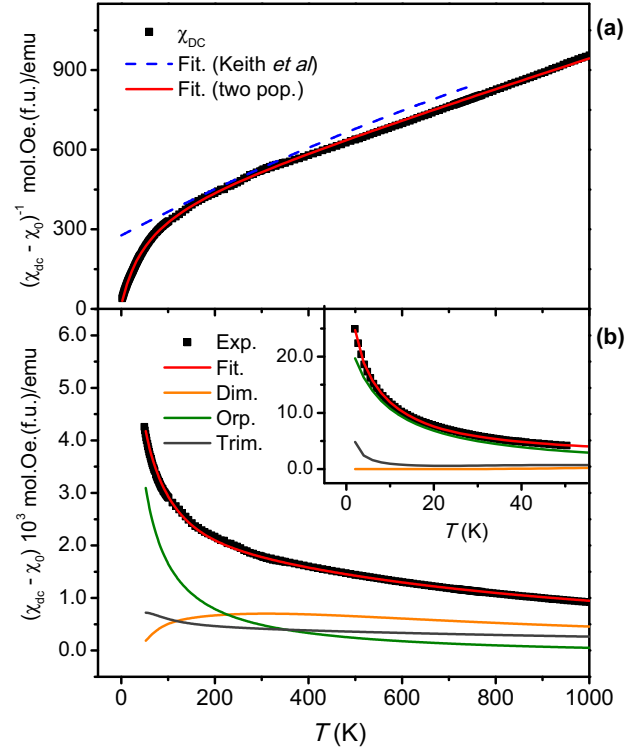 (a)
χDC
Fit. (Keith et al)
Fit. (two pop.)
(χdc - χ0)-1 mol.Oe.(f.u.)/emu
900
600
300
0
(b)
6.0
5.0
4.0
3.0
2.0
1.0
0.0
(χdc - χ0) 10³ mol.Oe.(f.u.)/emu
Exp.
Fit.
Dim.
Orp.
Trim.
20.0
10.0
0.0
0 20 40
T (K)
0 200 400 600 800 1000
T (K)